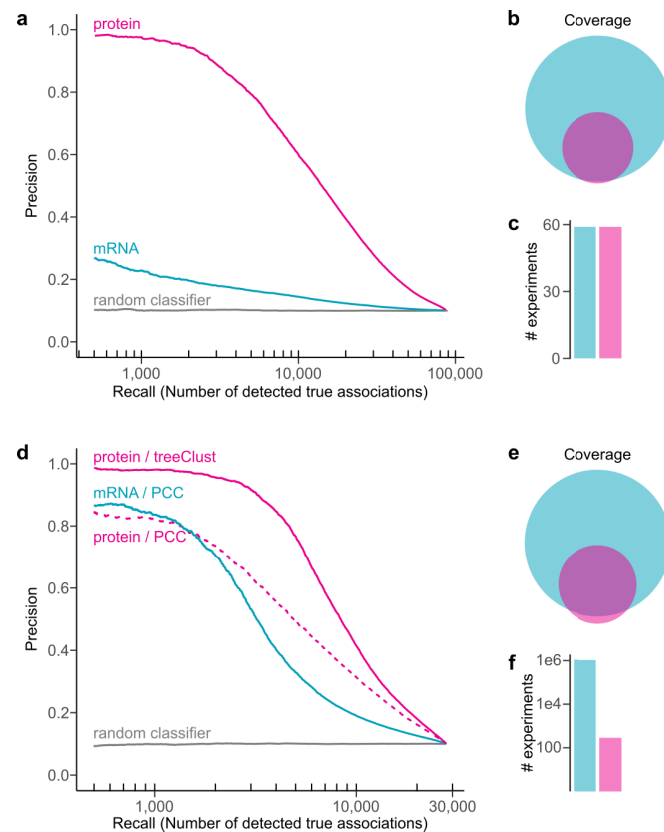 a
protein
1.0
0.8
0.6
0.4
0.2
0.0
Precision
mRNA
random classifier
1,000
10,000
100,000
Recall (Number of detected true associations)
b
Coverage
c
# experiments
60
30
0
d
protein / treeClust
mRNA / PCC
protein / PCC
1.0
0.8
0.6
0.4
0.2
0.0
Precision
random classifier
1,000
10,000
30,000
Recall (Number of detected true associations)
e
Coverage
f
# experiments
1e6
1e4
100